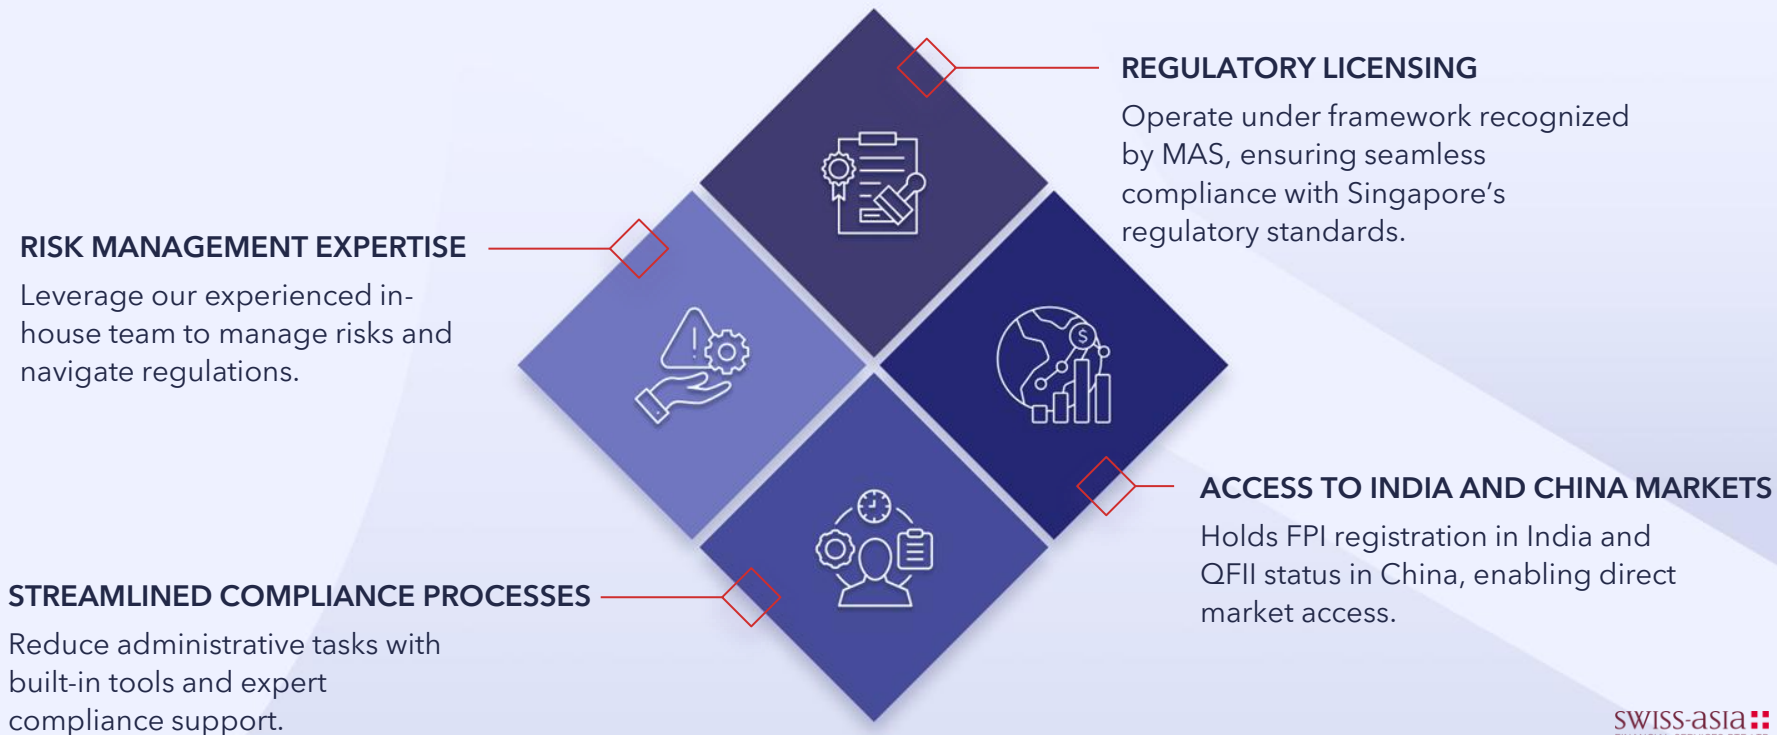 REGULATORY LICENSING
Operate under framework recognized
by MAS, ensuring seamless
compliance with Singapore's
regulatory standards.
RISK MANAGEMENT EXPERTISE
Leverage our experienced in-
house team to manage risks and
navigate regulations.
$
ACCESS TO INDIA AND CHINA MARKETS
Holds FPI registration in India and
QFII status in China, enabling direct
market access.
STREAMLINED COMPLIANCE PROCESSES
Reduce administrative tasks with
built-in tools and expert
compliance support.
swiss-asia